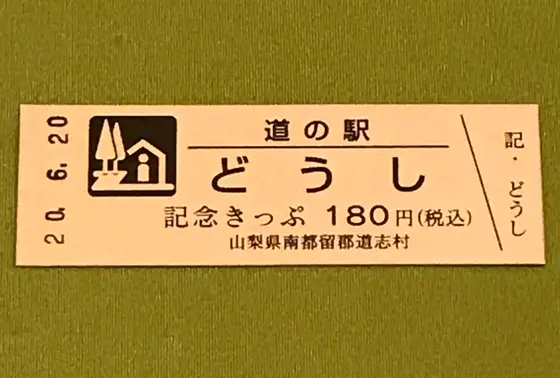 20.6.20
道の駅
どうし
記念きっぷ 180円(税込)
山梨県南都留郡道志村
記・どうし